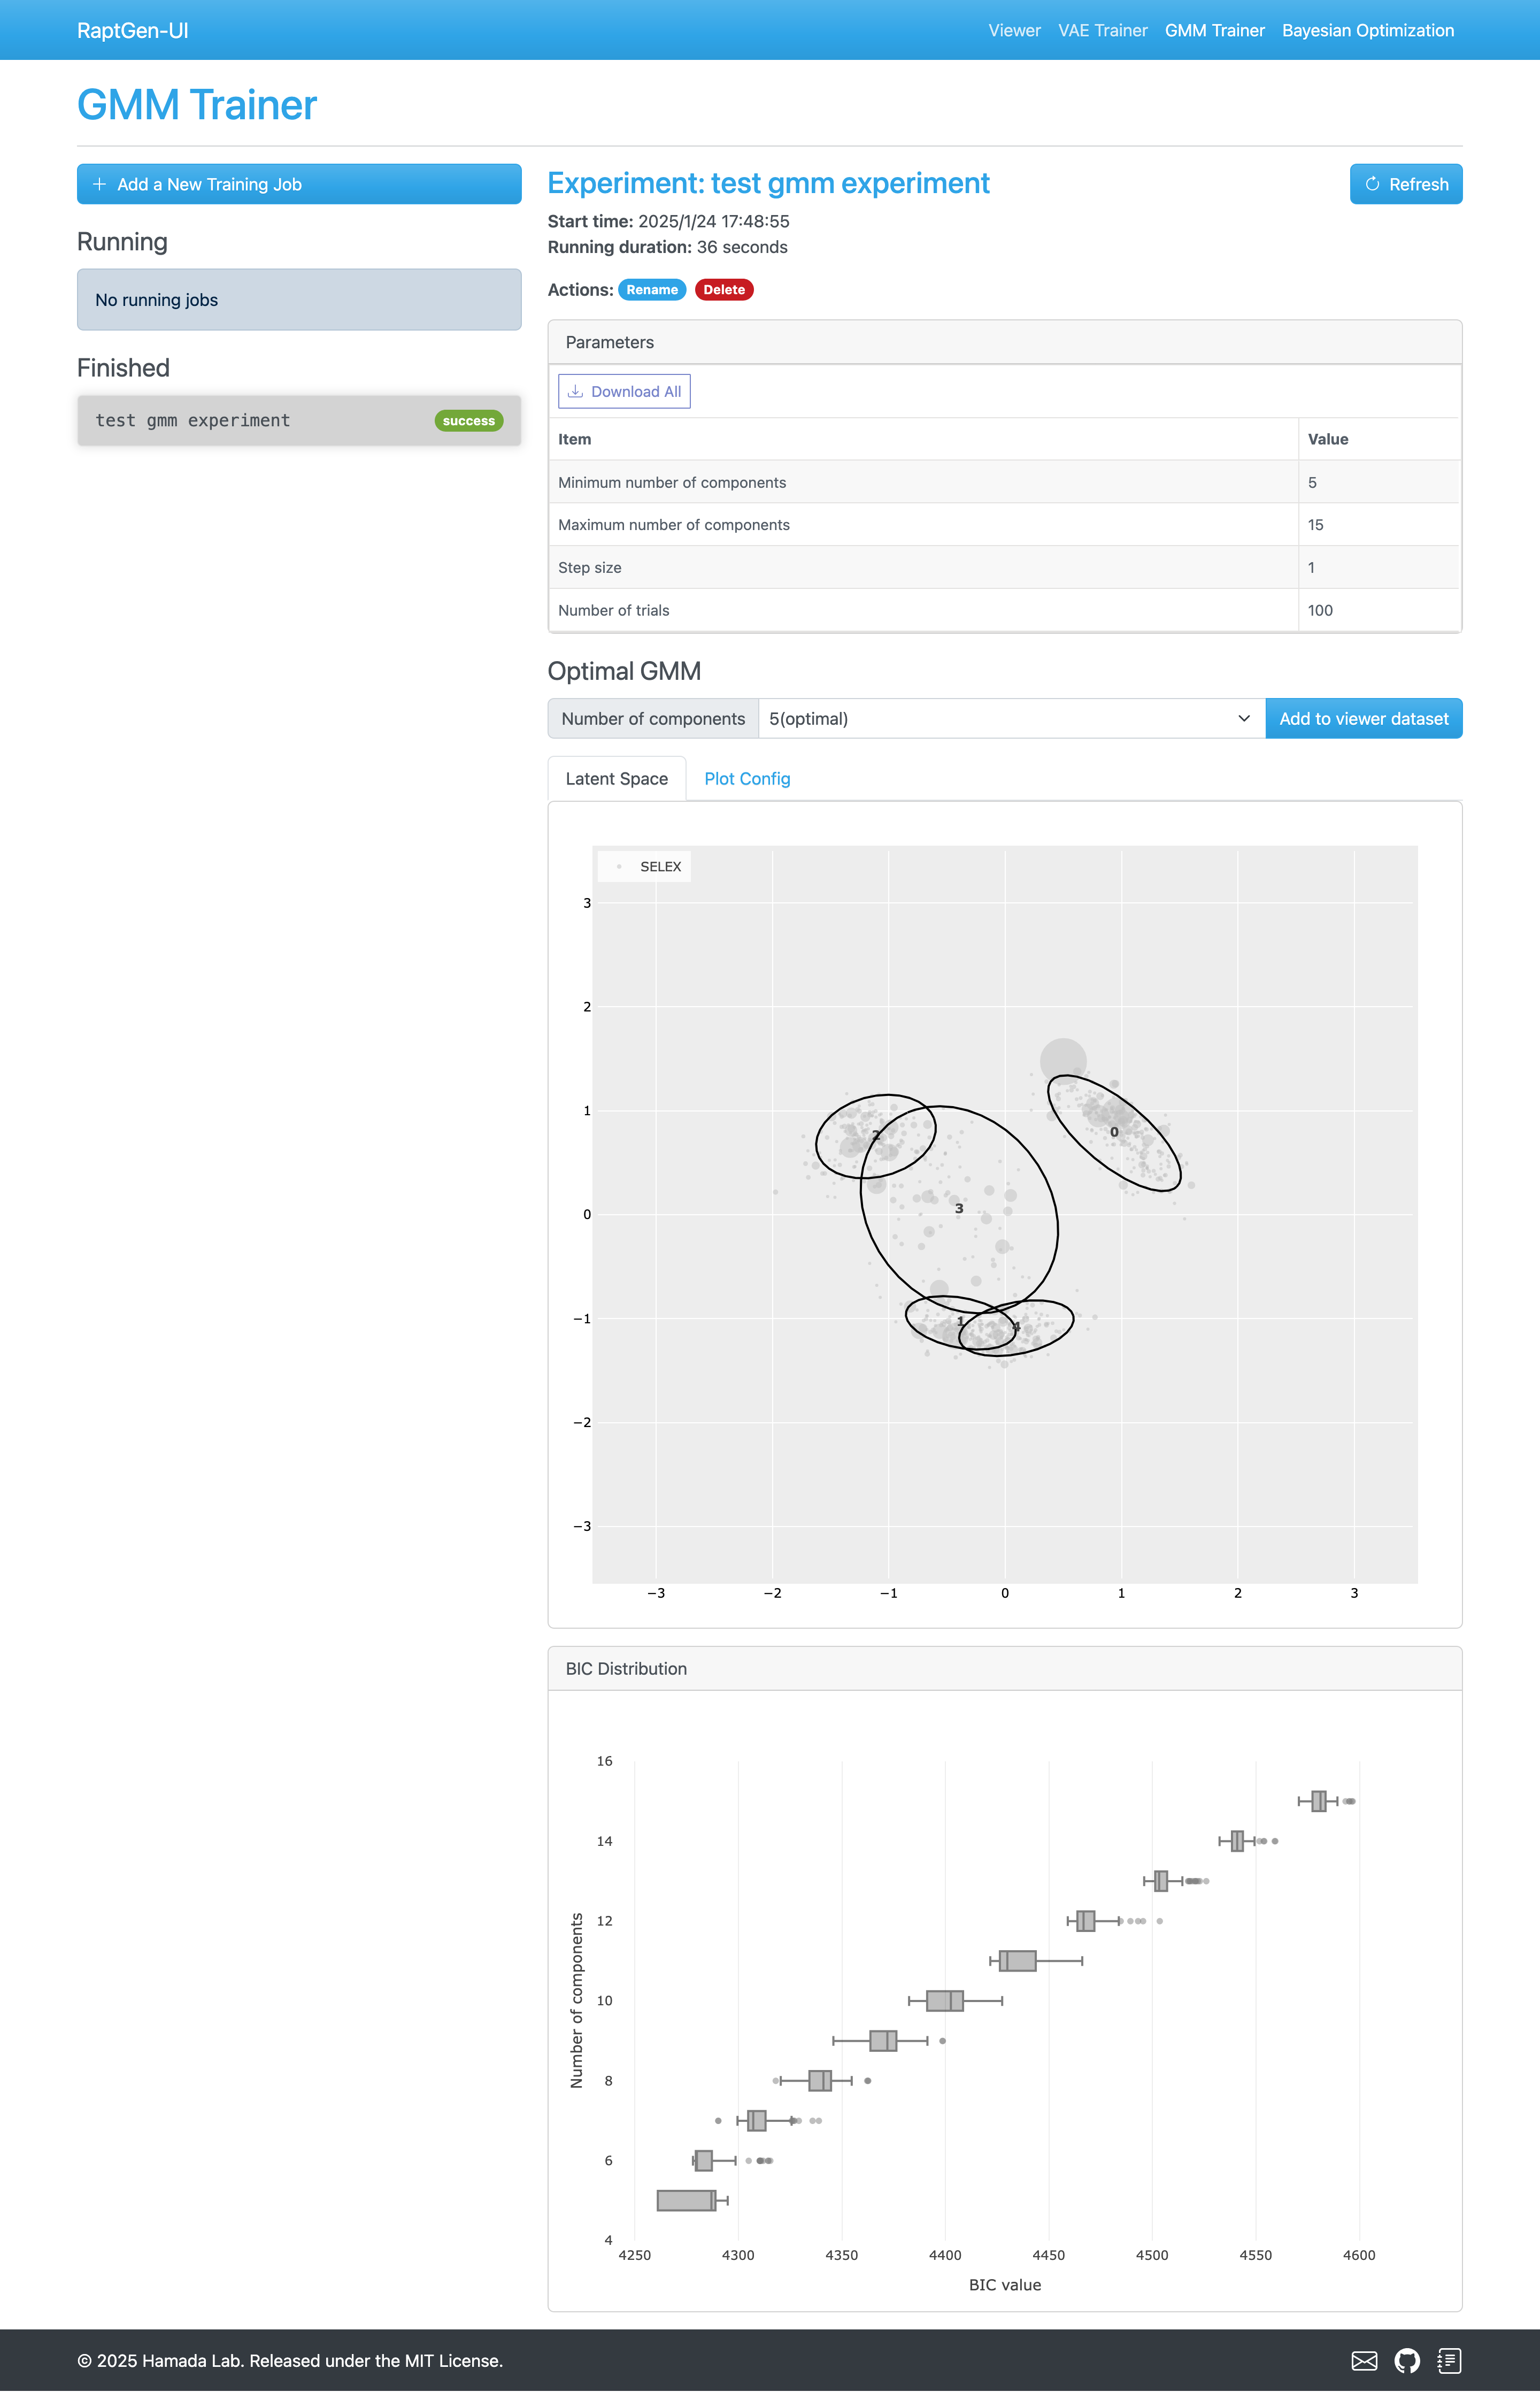 RaptGen-UI
Viewer VAE Trainer GMM Trainer Bayesian Optimization
GMM Trainer
Add a New Training Job
Running
No running jobs
Finished
test gmm experiment success
Experiment: test gmm experiment
Refresh
Start time: 2025/1/24 17:48:55
Running duration: 36 seconds
Actions: Rename Delete
Parameters
Download All
Item Value
Minimum number of components 5
Maximum number of components 15
Step size 1
Number of trials 100
Optimal GMM
Number of components 5(optimal) Add to viewer dataset
Latent Space Plot Config
SELEX
3
2
1
0
−1
−2
−3
2
0
3
1
4
−3 −2 −1 0 1 2 3
BIC Distribution
16
14
12
10
8
6
4
Number of components
4250 4300 4350 4400 4450 4500 4550 4600
BIC value
© 2025 Hamada Lab. Released under the MIT License.